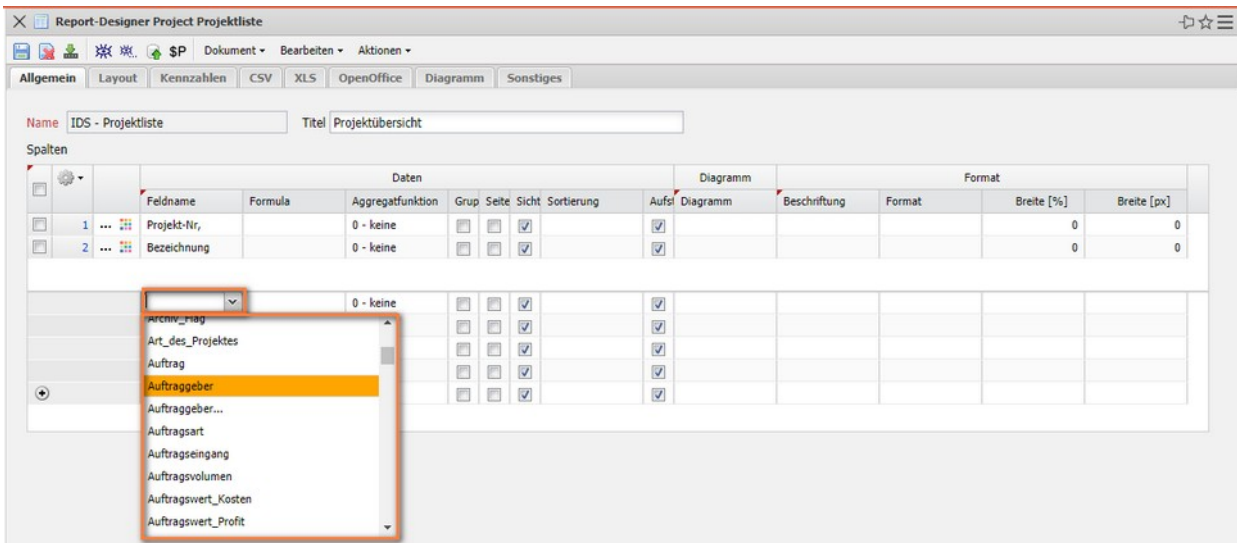 Report-Designer Project Projektliste
$P Dokument Bearbeiten Aktionen
Allgemein Layout Kennzahlen CSV XLS OpenOffice Diagramm Sonstiges
Name IDS - Projektliste Titel Projektübersicht
Spalten
Daten Diagramm Format
Feldname Formula Aggregatfunktion Grup Seite Sicht Sortierung Aufst Diagramm Beschriftung Format Breite [%] Breite [px]
1 ... Projekt-Nr, 0 - keine 0 0
2 ... Bezeichnung 0 - keine 0 0
0 - keine
Archiv_Flag
Art_des_Projektes
Auftrag
Auftraggeber
Auftraggeber...
Auftragsart
Auftragseingang
Auftragsvolumen
Auftragswert_Kosten
Auftragswert_Profit